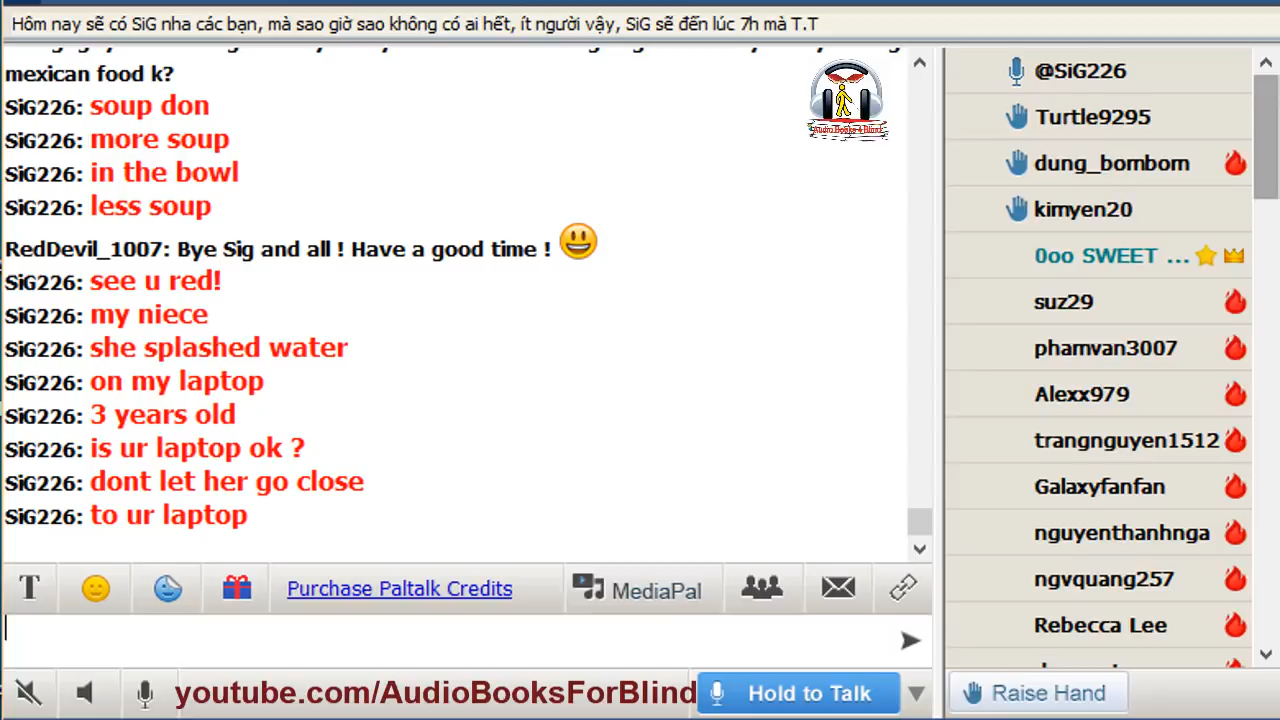 Hôm nay sẽ có SiG nha các bạn, mà sao giờ sao không có ai hết, ít người vậy, SiG sẽ đến lúc 7h mà T.T
mexican food k?
SiG226: soup don
SiG226: more soup
SiG226: in the bowl
SiG226: less soup
RedDevil_1007: Bye Sig and all ! Have a good time !
SiG226: see u red!
SiG226: my niece
SiG226: she splashed water
SiG226: on my laptop
SiG226: 3 years old
SiG226: is ur laptop ok ?
SiG226: dont let her go close
SiG226: to ur laptop
Audio Books 4 Blind
T
Purchase Paltalk Credits
MediaPal
youtube.com/AudioBooksForBlind
Hold to Talk
@SiG226
Turtle9295
dung_bombom
kimyen20
0oo SWEET ...
suz29
phamvan3007
Alexx979
trangnguyen1512
Galaxyfanfan
nguyenthanhnga
ngvquang257
Rebecca Lee
Raise Hand